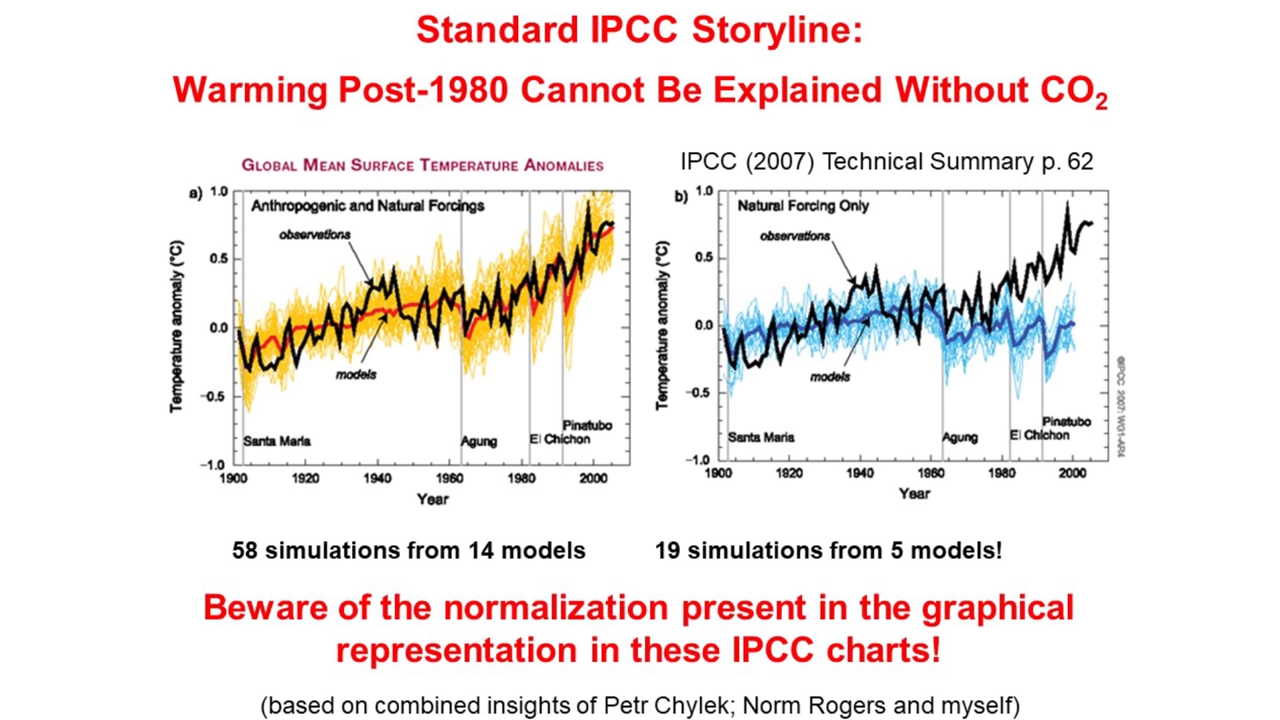 Standard IPCC Storyline:
Warming Post-1980 Cannot Be Explained Without CO2
GLOBAL MEAN SURFACE TEMPERATURE ANOMALIES
IPCC (2007) Technical Summary p. 62
a)
Anthropogenic and Natural Forcings
observations
models
Temperature anomaly (°C)
1.0
0.5
0.0
−0.5
−1.0
Santa Maria
Agung
El Chichon
Pinatubo
1900 1920 1940 1960 1980 2000
Year
b)
Natural Forcing Only
observations
models
Temperature anomaly (°C)
1.0
0.5
0.0
−0.5
−1.0
Santa Maria
Agung
El Chichon
Pinatubo
1900 1920 1940 1960 1980 2000
Year
©IPCC 2007: WG1-AR4
58 simulations from 14 models
19 simulations from 5 models!
Beware of the normalization present in the graphical
representation in these IPCC charts!
(based on combined insights of Petr Chylek; Norm Rogers and myself)